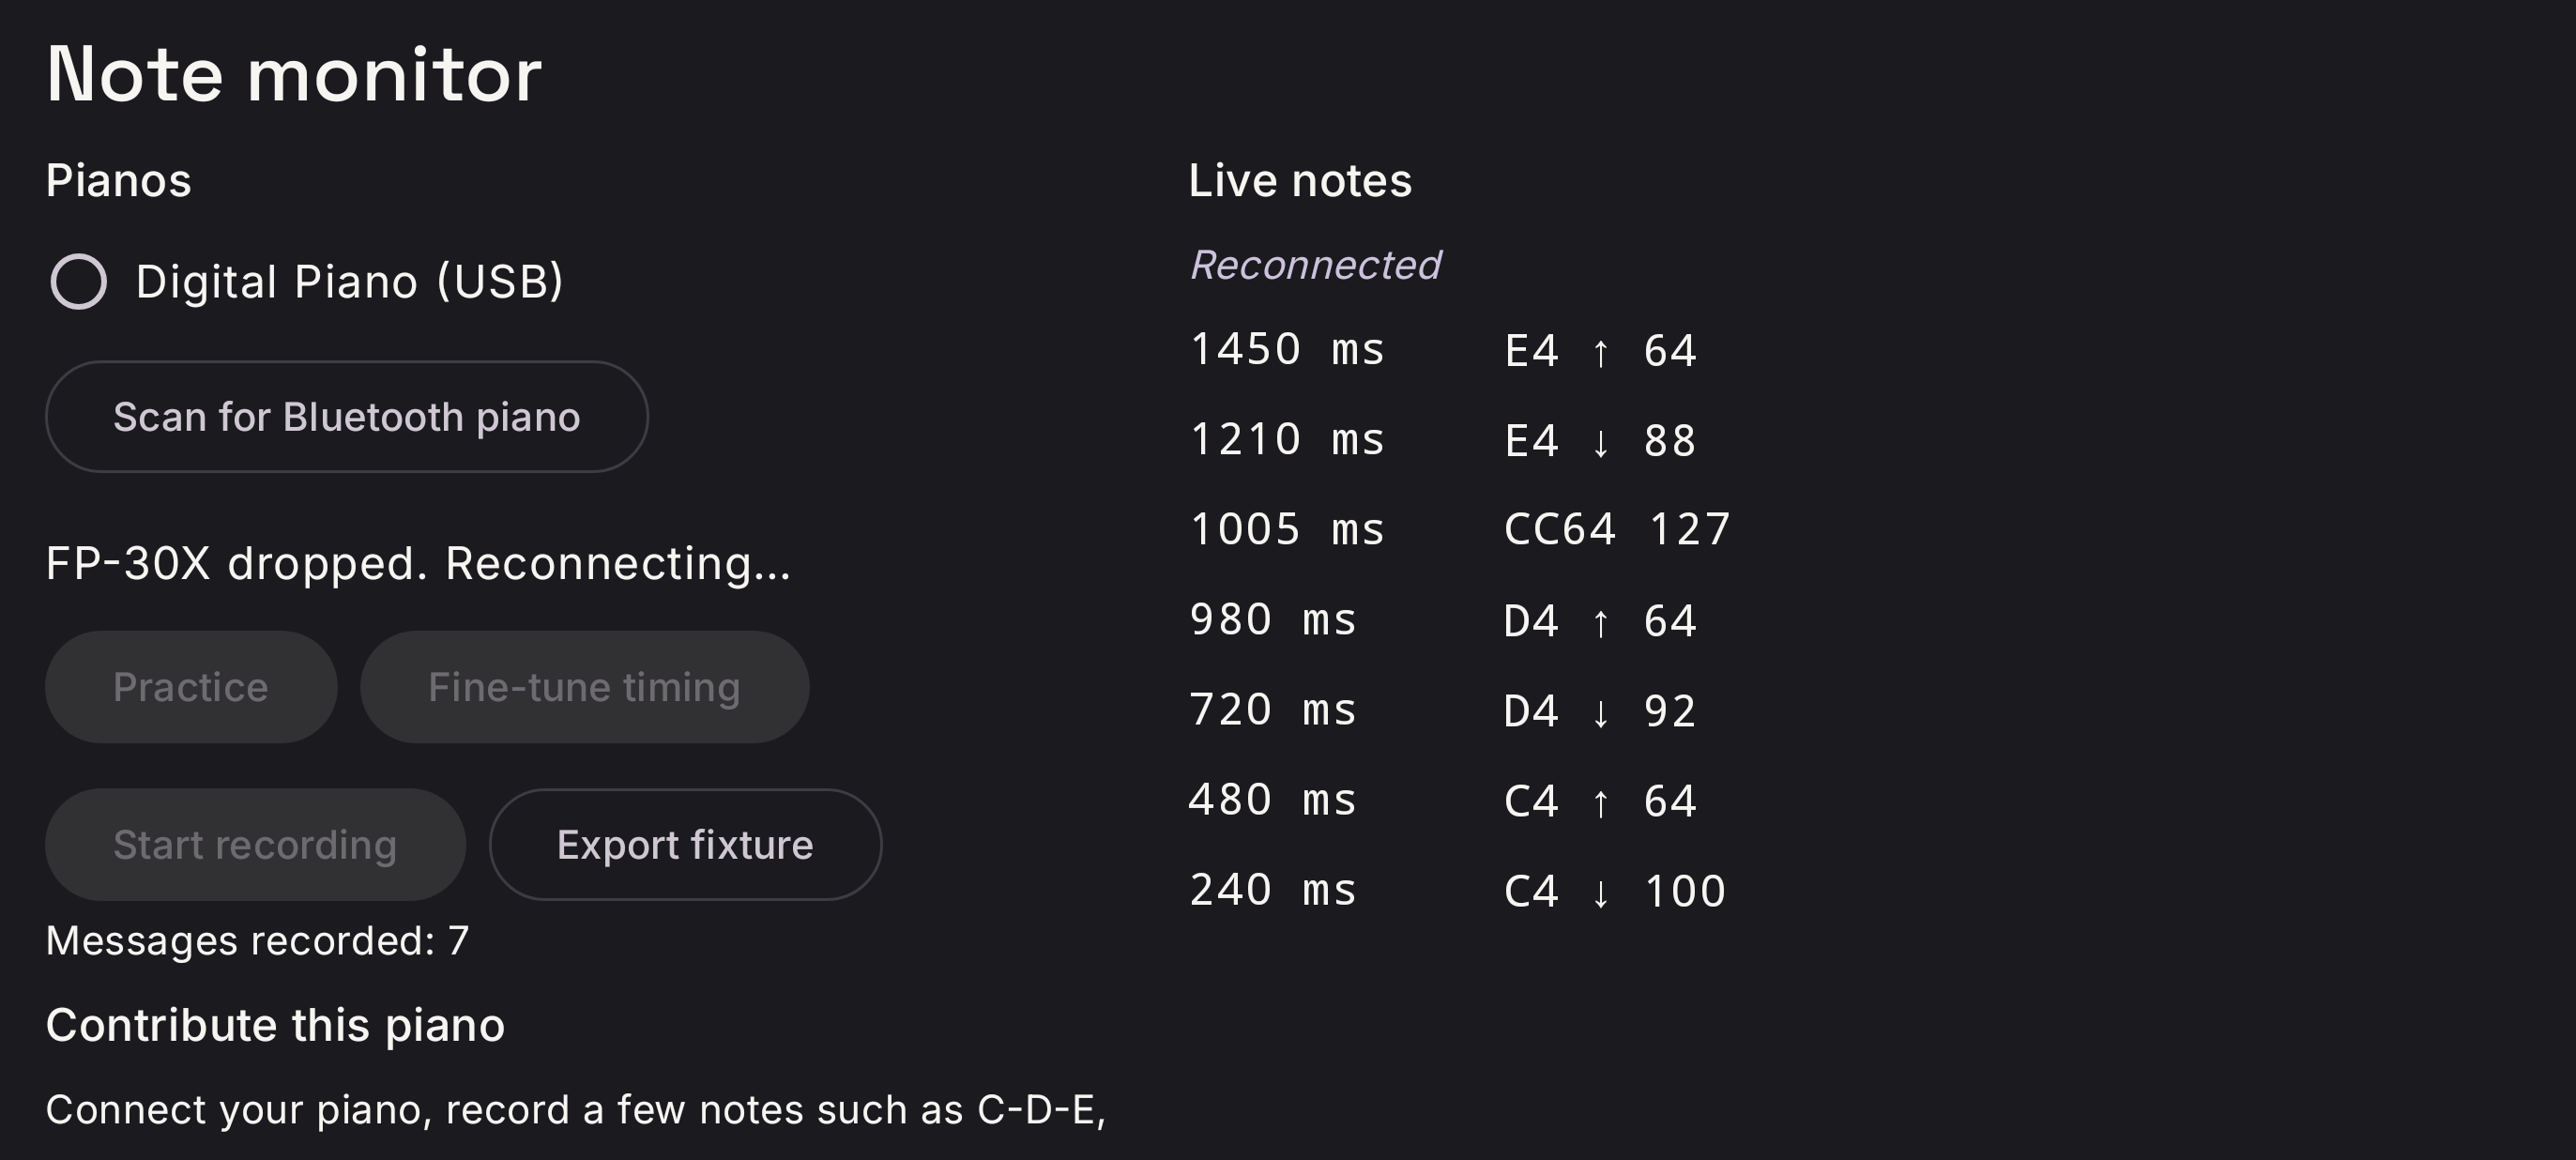 Note monitor
Pianos
Digital Piano (USB)
Scan for Bluetooth piano
FP-30X dropped. Reconnecting...
Practice
Fine-tune timing
Start recording
Export fixture
Messages recorded: 7
Contribute this piano
Connect your piano, record a few notes such as C-D-E,
Live notes
Reconnected
1450 ms E4 ↑ 64
1210 ms E4 ↓ 88
1005 ms CC64 127
980 ms D4 ↑ 64
720 ms D4 ↓ 92
480 ms C4 ↑ 64
240 ms C4 ↓ 100